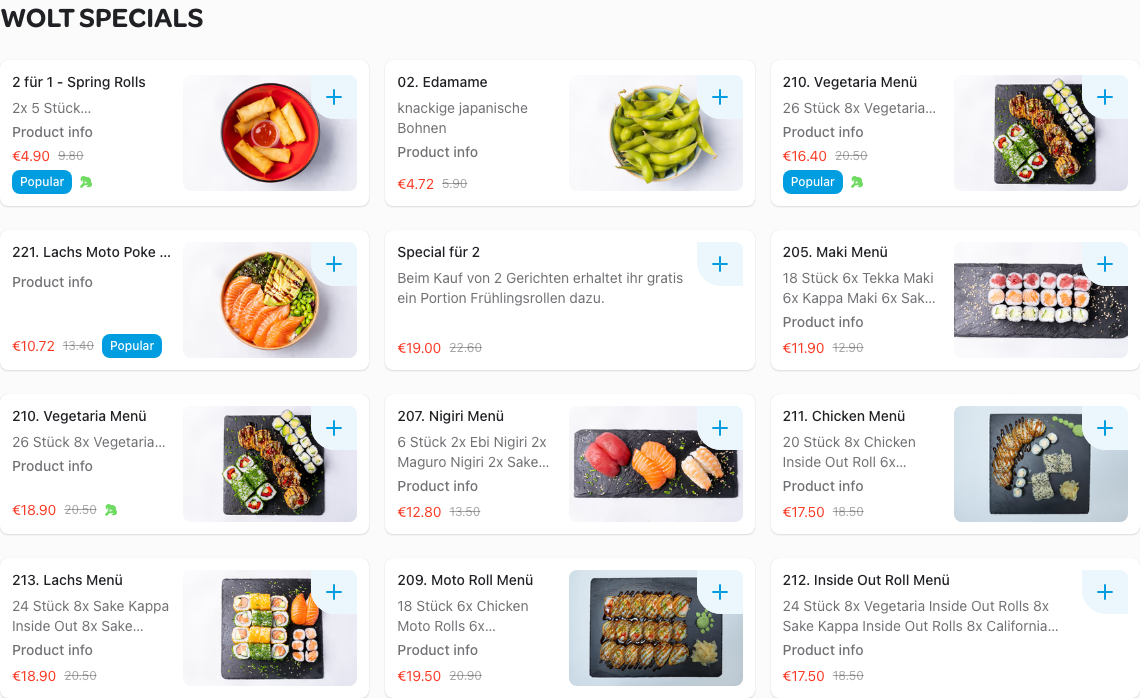 WOLT SPECIALS
2 für 1 - Spring Rolls
2x 5 Stück...
Product info
€4.90 9.80
Popular
02. Edamame
knackige japanische
Bohnen
Product info
€4.72 5.90
210. Vegetaria Menü
26 Stück 8x Vegetaria...
Product info
€16.40 20.50
Popular
221. Lachs Moto Poke ...
Product info
€10.72 13.40 Popular
Special für 2
Beim Kauf von 2 Gerichten erhaltet ihr gratis
ein Portion Frühlingsrollen dazu.
€19.00 22.60
205. Maki Menü
18 Stück 6x Tekka Maki
6x Kappa Maki 6x Sak...
Product info
€11.90 12.90
210. Vegetaria Menü
26 Stück 8x Vegetaria...
Product info
€18.90 20.50
207. Nigiri Menü
6 Stück 2x Ebi Nigiri 2x
Maguro Nigiri 2x Sake...
Product info
€12.80 13.50
211. Chicken Menü
20 Stück 8x Chicken
Inside Out Roll 6x...
Product info
€17.50 18.50
213. Lachs Menü
24 Stück 8x Sake Kappa
Inside Out 8x Sake...
Product info
€18.90 20.50
209. Moto Roll Menü
18 Stück 6x Chicken
Moto Rolls 6x...
Product info
€19.50 20.90
212. Inside Out Roll Menü
24 Stück 8x Vegetaria Inside Out Rolls 8x
Sake Kappa Inside Out Rolls 8x California...
Product info
€17.50 18.50